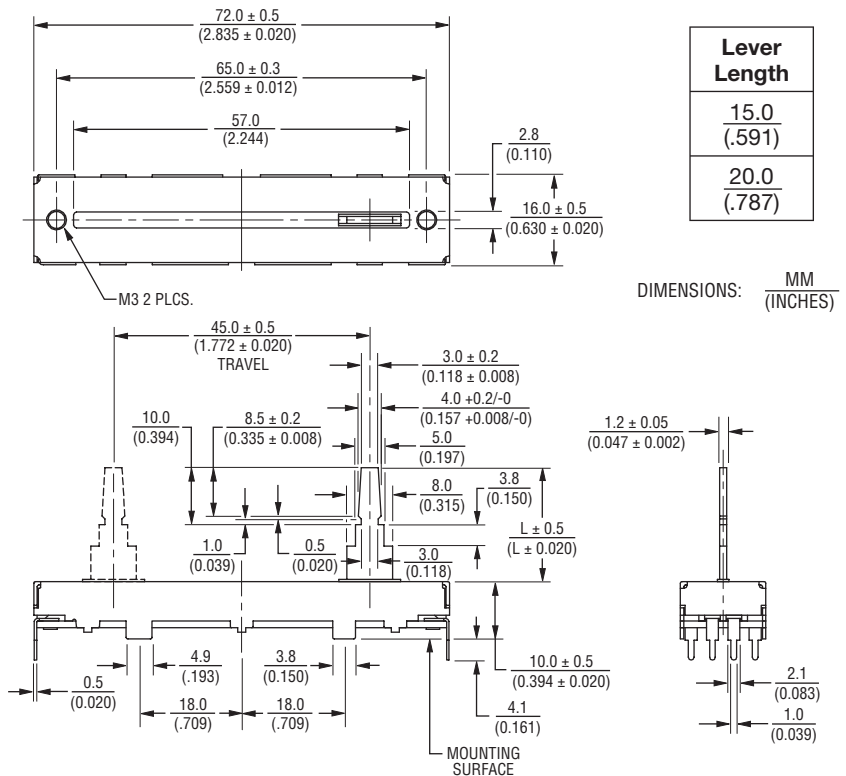 72.0 ± 0.5
(2.835 ± 0.020)
65.0 ± 0.3
(2.559 ± 0.012)
57.0
(2.244)
2.8
(0.110)
16.0 ± 0.5
(0.630 ± 0.020)
M3 2 PLCS.
Lever
Length
15.0
(.591)
20.0
(.787)
DIMENSIONS:
MM
(INCHES)
45.0 ± 0.5
(1.772 ± 0.020)
TRAVEL
3.0 ± 0.2
(0.118 ± 0.008)
4.0 +0.2/-0
(0.157 +0.008/-0)
5.0
(0.197)
10.0
(0.394)
8.5 ± 0.2
(0.335 ± 0.008)
8.0
(0.315)
3.8
(0.150)
L ± 0.5
(L ± 0.020)
1.0
(0.039)
0.5
(0.020)
3.0
(0.118)
1.2 ± 0.05
(0.047 ± 0.002)
0.5
(0.020)
4.9
(.193)
3.8
(0.150)
18.0
(.709)
18.0
(.709)
10.0 ± 0.5
(0.394 ± 0.020)
4.1
(0.161)
MOUNTING
SURFACE
2.1
(0.083)
1.0
(0.039)